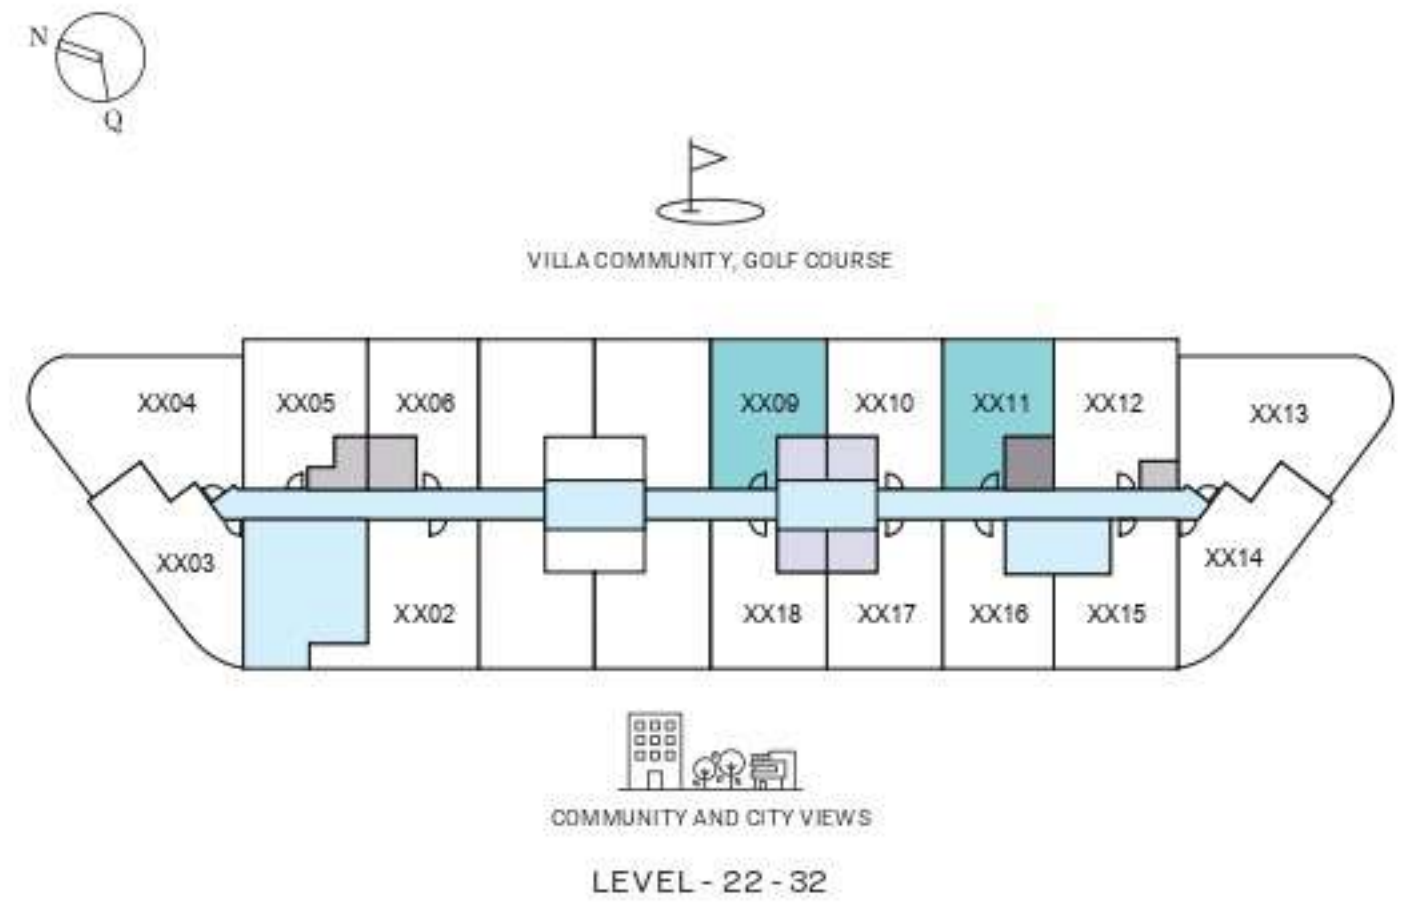 N
Q
VILLA COMMUNITY, GOLF COURSE
XX04
XX05
XX06
XX09
XX10
XX11
XX12
XX13
XX03
XX02
XX18
XX17
XX16
XX15
XX14
COMMUNITY AND CITY VIEWS
LEVEL - 22 - 32